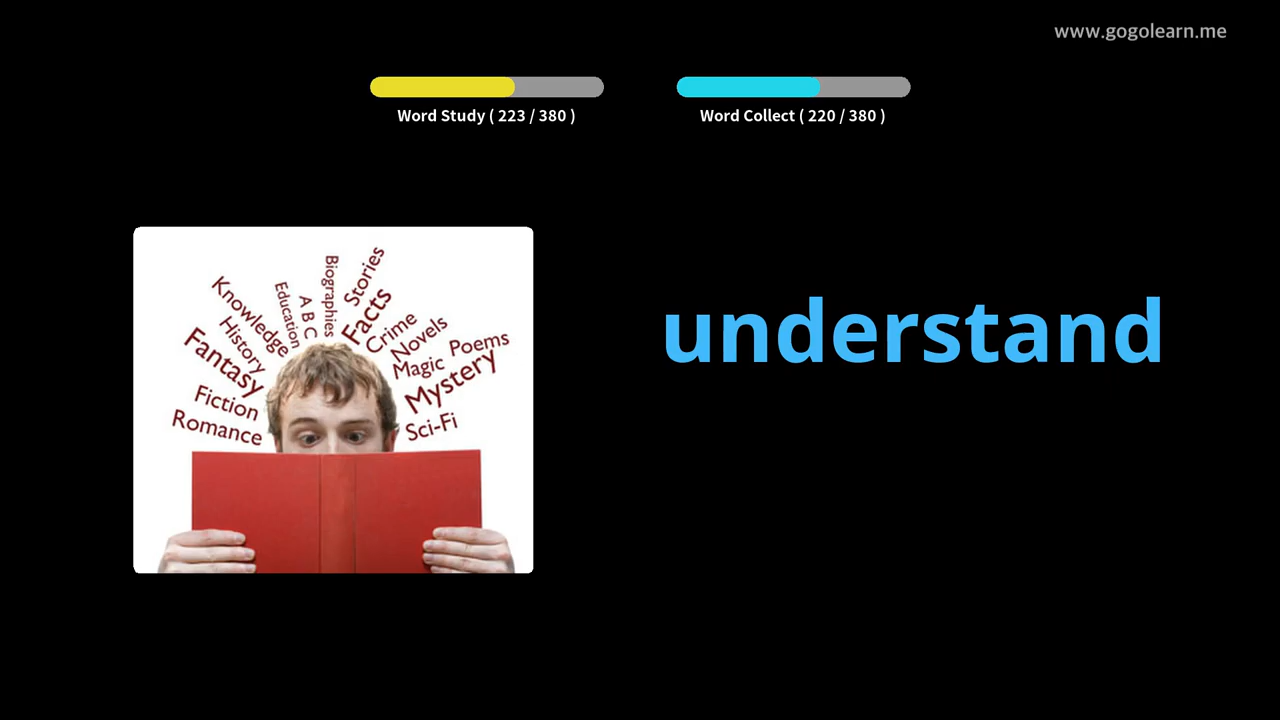 www.gogolearn.me
Word Study ( 223 / 380 )
Word Collect ( 220 / 380 )
Knowledge
Education
A B C
Biographies
Stories
Facts
Crime
Novels
Poems
History
Fantasy
Magic
Mystery
Fiction
Romance
Sci-Fi
understand